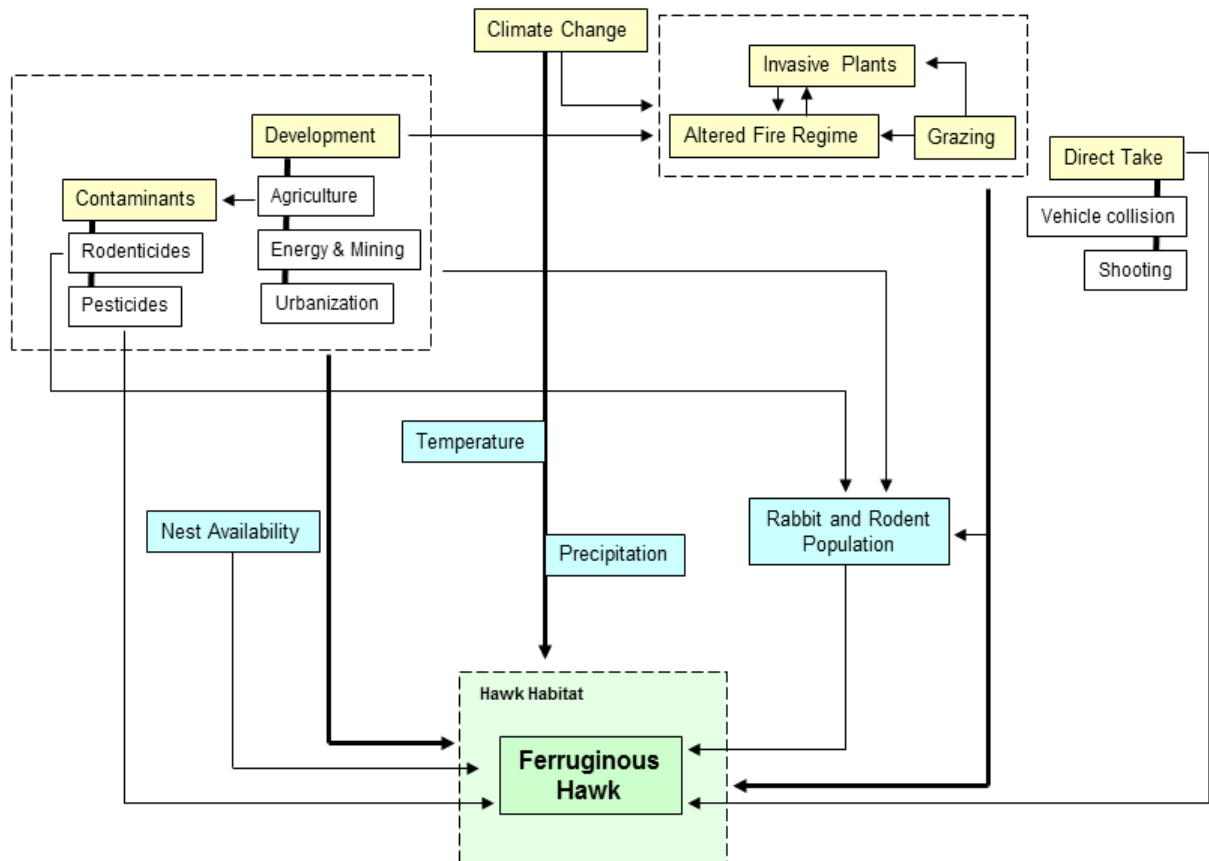 Climate Change
Invasive Plants
Development
Altered Fire Regime
Grazing
Direct Take
Contaminants
Agriculture
Vehicle collision
Rodenticides
Energy & Mining
Shooting
Pesticides
Urbanization
Temperature
Nest Availability
Precipitation
Rabbit and Rodent
Population
Hawk Habitat
Ferruginous
Hawk